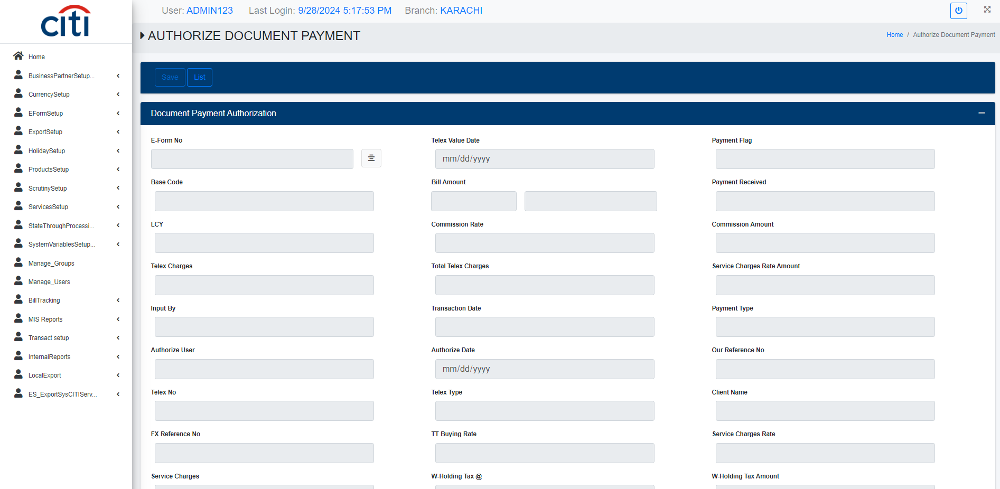 citi
User: ADMIN123 Last Login: 9/28/2024 5:17:53 PM Branch: KARACHI
AUTHORIZE DOCUMENT PAYMENT
Home / Authorize Document Payment
Home
BusinessPartnerSetup...
CurrencySetup
EFormSetup
ExportSetup
HolidaySetup
ProductsSetup
ScrutinySetup
ServicesSetup
StateThroughProcessi...
SystemVariablesSetup...
Manage_Groups
Manage_Users
BillTracking
MIS Reports
Transact setup
InternalReports
LocalExport
ES_ExportSysCITIServ...
Save List
Document Payment Authorization
E-Form No Telex Value Date Payment Flag
mm/dd/yyyy
Base Code Bill Amount Payment Received
LCY Commission Rate Commission Amount
Telex Charges Total Telex Charges Service Charges Rate Amount
Input By Transaction Date Payment Type
Authorize User Authorize Date Our Reference No
mm/dd/yyyy
Telex No Telex Type Client Name
FX Reference No TT Buying Rate Service Charges Rate
Service Charges W-Holding Tax @ W-Holding Tax Amount